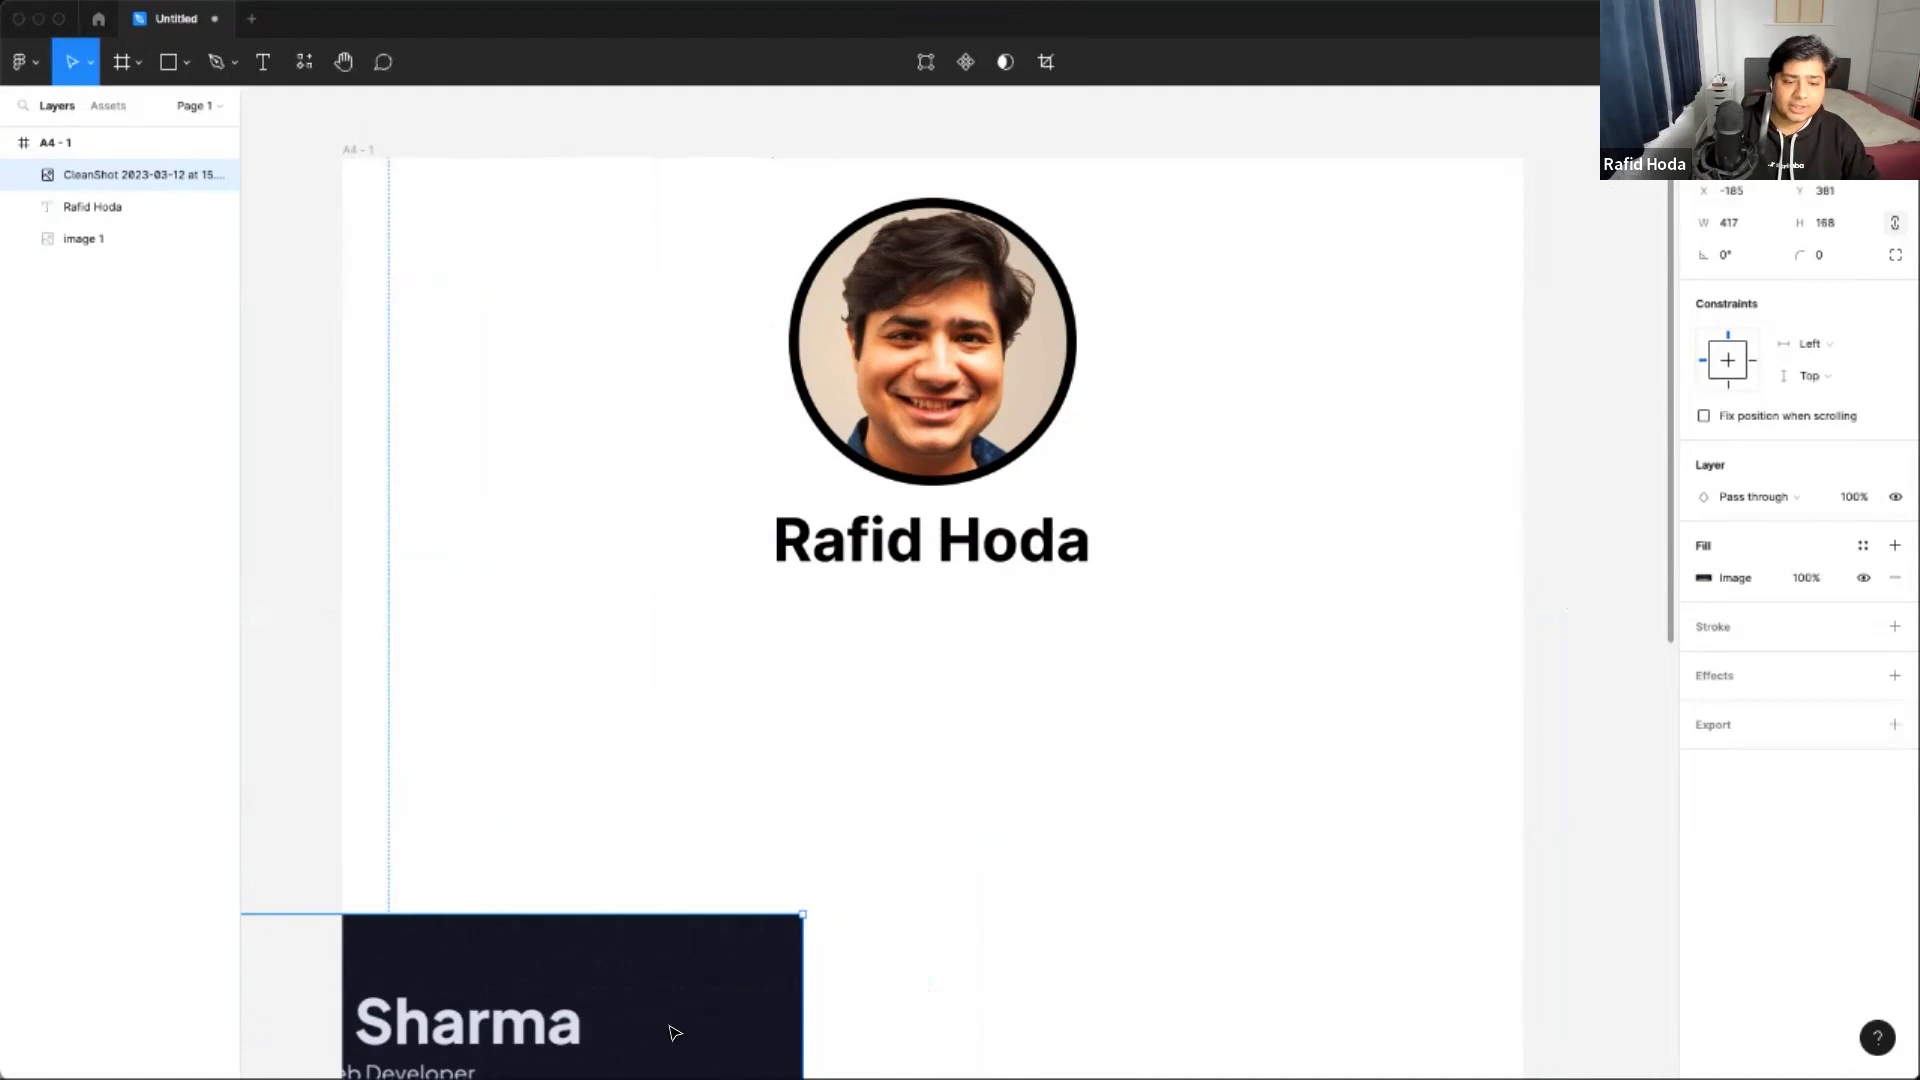 Untitled
Layers Assets Page 1
A4 - 1
CleanShot 2023-03-12 at 15....
Rafid Hoda
image 1
A4 - 1
Rafid Hoda
Sharma
eb Developer
Rafid Hoda
X -185 Y 381
W 417 H 168
0° 0
Constraints
Left
Top
Fix position when scrolling
Layer
Pass through 100%
Fill
Image 100%
Stroke
Effects
Export
?